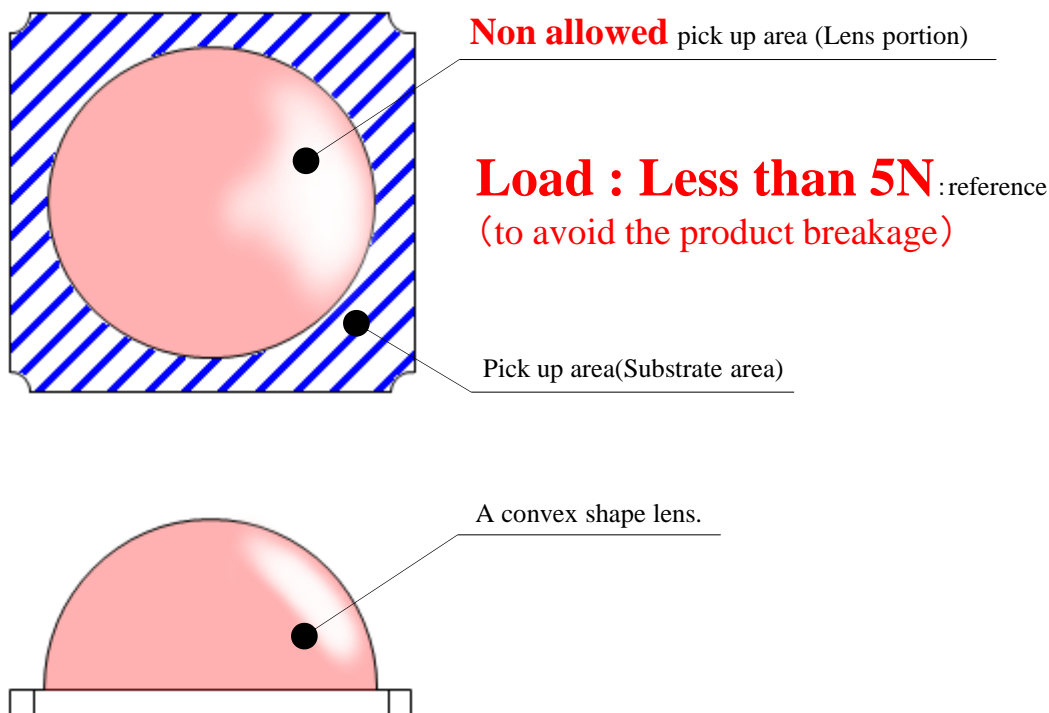 Non allowed pick up area (Lens portion)
Load : Less than 5N :reference
（to avoid the product breakage）
Pick up area(Substrate area)
A convex shape lens.